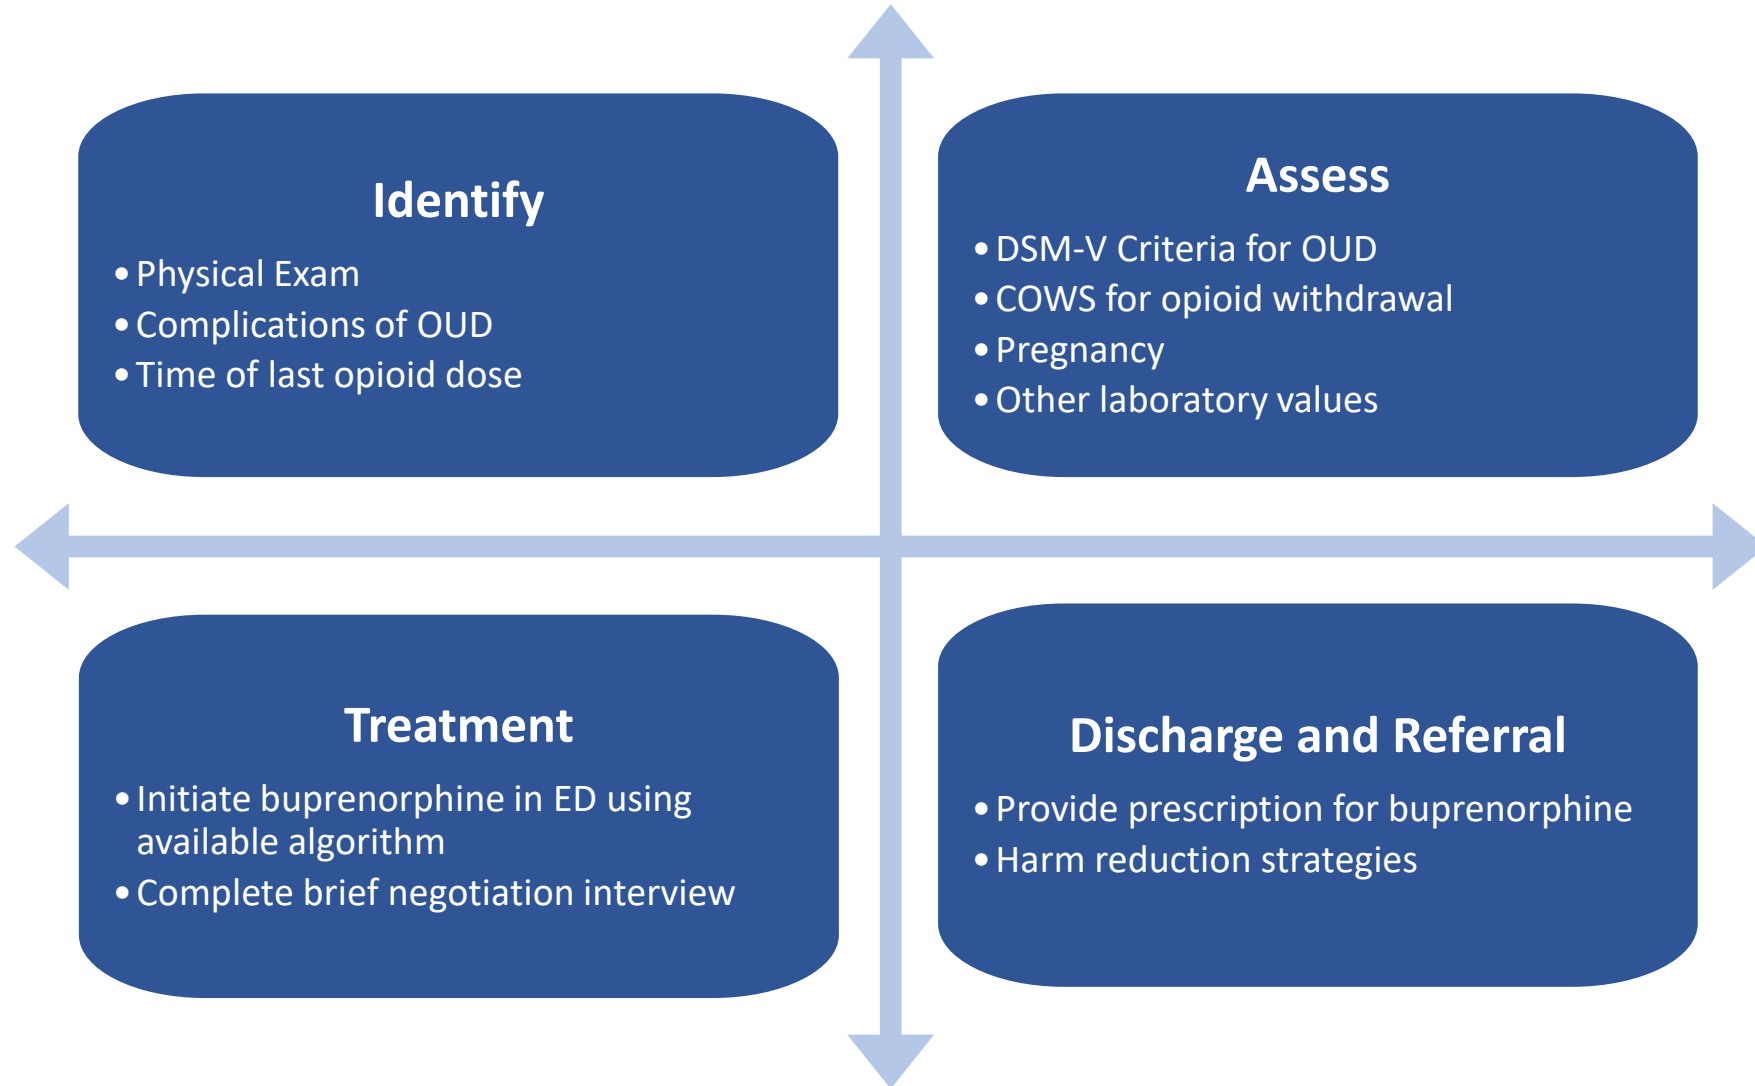 Identify
• Physical Exam
• Complications of OUD
• Time of last opioid dose
Assess
• DSM-V Criteria for OUD
• COWS for opioid withdrawal
• Pregnancy
• Other laboratory values
Treatment
• Initiate buprenorphine in ED using
available algorithm
• Complete brief negotiation interview
Discharge and Referral
• Provide prescription for buprenorphine
• Harm reduction strategies